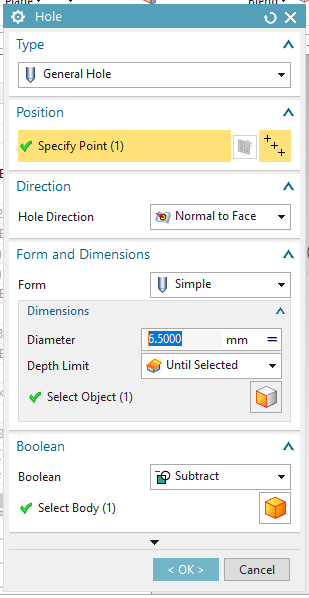 Plane
Blend
Hole
Type
General Hole
Position
Specify Point (1)
Direction
Hole Direction
Normal to Face
Form and Dimensions
Form
Simple
Dimensions
Diameter
6.5000 mm =
Depth Limit
Until Selected
Select Object (1)
Boolean
Boolean
Subtract
Select Body (1)
< OK >
Cancel